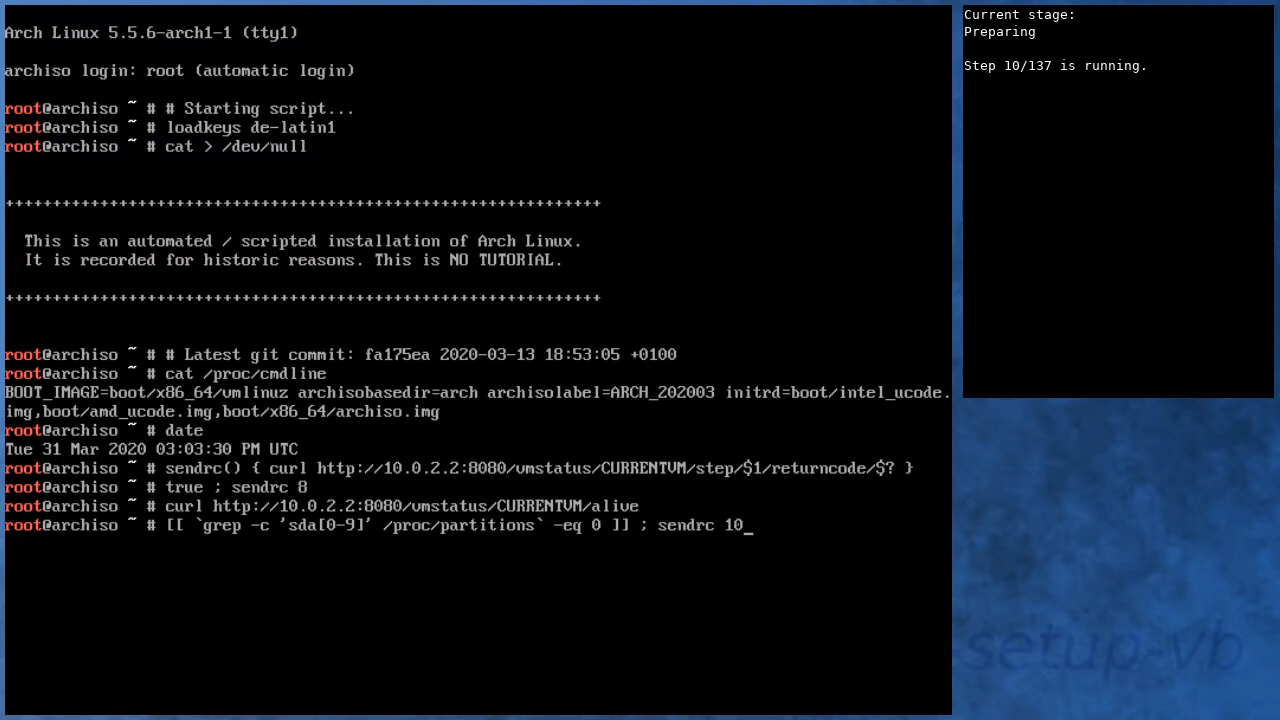 Arch Linux 5.5.6-arch1-1 (tty1)
archiso login: root (automatic login)
root@archiso ~ # # Starting script...
root@archiso ~ # loadkeys de-latin1
root@archiso ~ # cat > /dev/null
+++++++++++++++++++++++++++++++++++++++++++++++++++++++++++++++
This is an automated / scripted installation of Arch Linux.
It is recorded for historic reasons. This is NO TUTORIAL.
+++++++++++++++++++++++++++++++++++++++++++++++++++++++++++++++
root@archiso ~ # # Latest git commit: fa175ea 2020-03-13 18:53:05 +0100
root@archiso ~ # cat /proc/cmdline
BOOT_IMAGE=boot/x86_64/vmlinuz archisobasedir=arch archisolabel=ARCH_202003 initrd=boot/intel_ucode.
img,boot/amd_ucode.img,boot/x86_64/archiso.img
root@archiso ~ # date
Tue 31 Mar 2020 03:03:30 PM UTC
root@archiso ~ # sendrc() { curl http://10.0.2.2:8080/vmstatus/CURRENTVM/step/$1/returncode/$? }
root@archiso ~ # true ; sendrc 8
root@archiso ~ # curl http://10.0.2.2:8080/vmstatus/CURRENTVM/alive
root@archiso ~ # [[ `grep -c 'sda[0-9]' /proc/partitions` -eq 0 ]] ; sendrc 10_
Current stage:
Preparing
Step 10/137 is running.
setup-vb